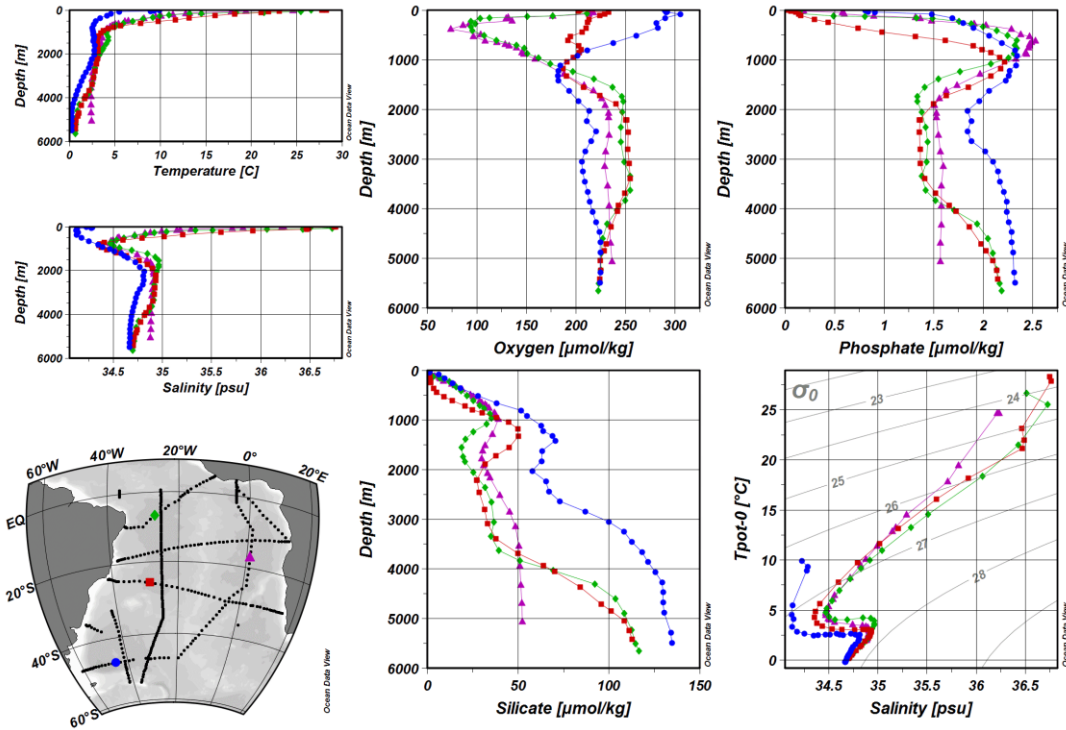 0
2000
4000
6000
Depth [m]
0 5 10 15 20 25 30
Temperature [C]
Ocean Data View
0
2000
4000
6000
Depth [m]
34.5 35 35.5 36 36.5
Salinity [psu]
Ocean Data View
60°W 40°W 20°W 0° 20°E
EQ
20°S
40°S
60°S
Ocean Data View
0
1000
2000
3000
4000
5000
6000
Depth [m]
50 100 150 200 250 300
Oxygen [µmol/kg]
Ocean Data View
0
1000
2000
3000
4000
5000
6000
Depth [m]
0 0.5 1 1.5 2 2.5
Phosphate [µmol/kg]
Ocean Data View
0
1000
2000
3000
4000
5000
6000
Depth [m]
0 50 100 150
Silicate [µmol/kg]
Ocean Data View
σ0
23
24
25
26
27
28
25
20
15
10
5
0
Tpot-0 [°C]
34.5 35 35.5 36 36.5
Salinity [psu]
Ocean Data View